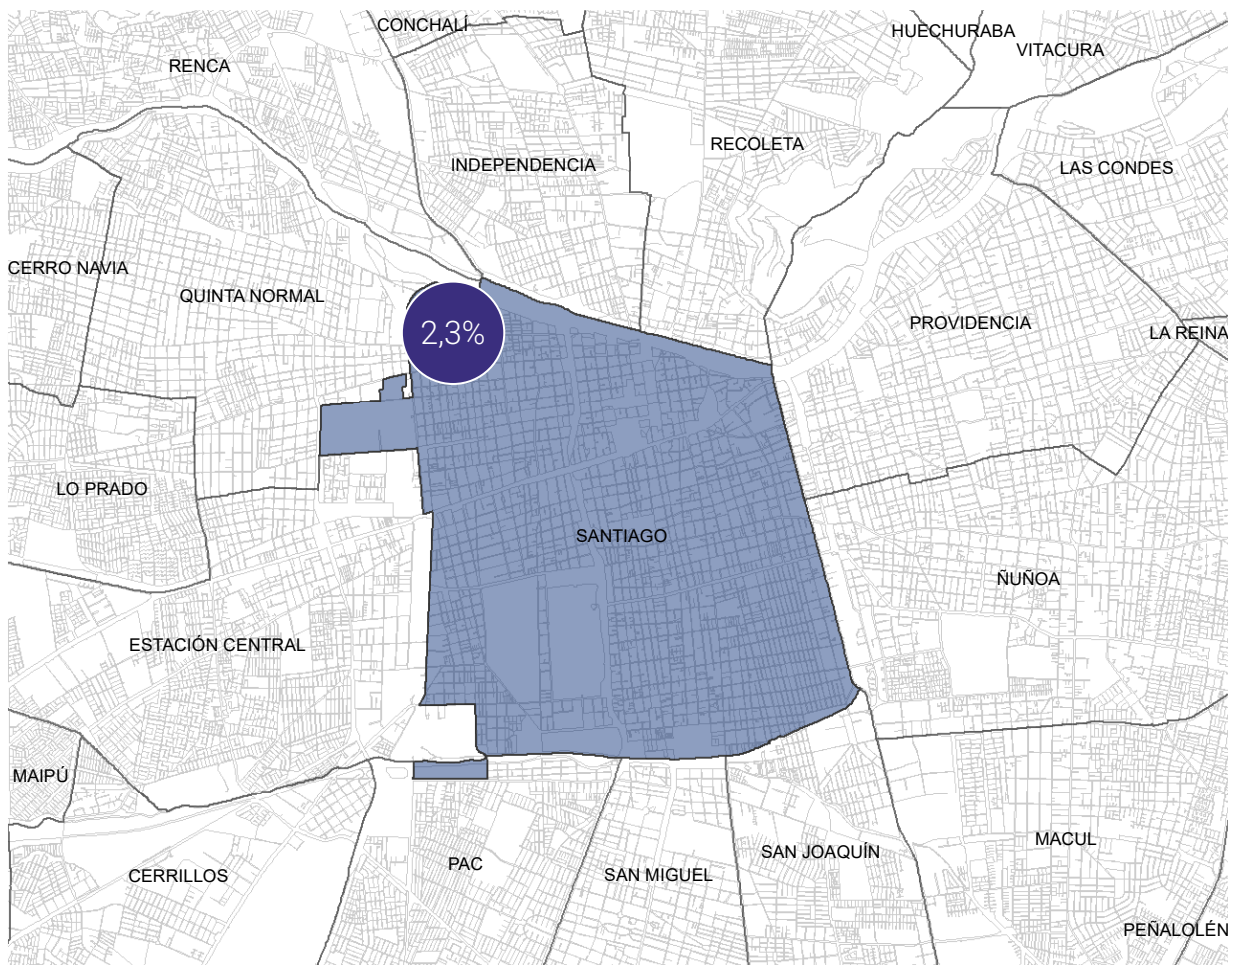 CONCHALÍ
HUECHURABA
VITACURA
RENCA
RECOLETA
INDEPENDENCIA
LAS CONDES
CERRO NAVIA
QUINTA NORMAL
PROVIDENCIA
2,3%
LA REINA
LO PRADO
SANTIAGO
ÑUÑOA
ESTACIÓN CENTRAL
MAIPÚ
MACUL
SAN JOAQUÍN
PAC
SAN MIGUEL
CERRILLOS
PEÑALOLÉN